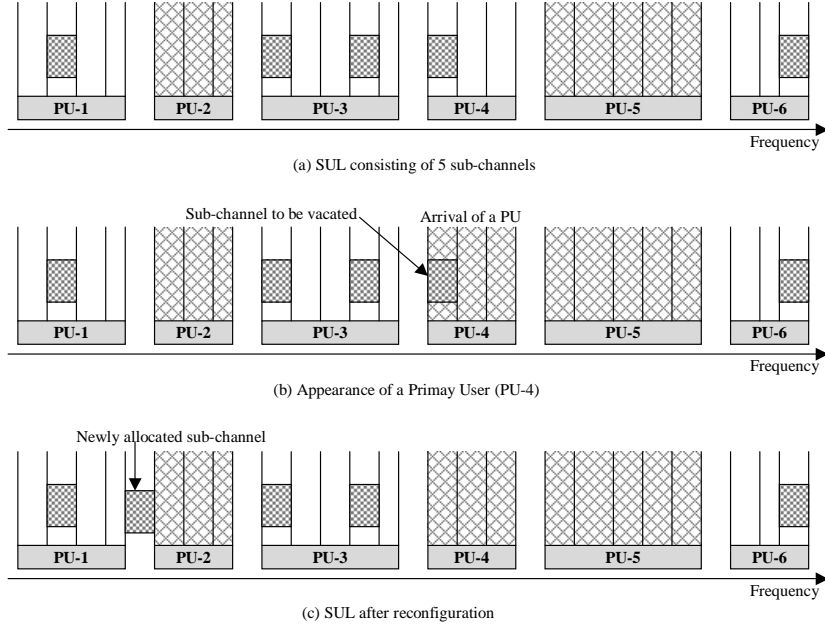 PU-1 PU-2 PU-3 PU-4 PU-5 PU-6
Frequency
(a) SUL consisting of 5 sub-channels
Sub-channel to be vacated Arrival of a PU
PU-1 PU-2 PU-3 PU-4 PU-5 PU-6
Frequency
(b) Appearance of a Primay User (PU-4)
Newly allocated sub-channel
PU-1 PU-2 PU-3 PU-4 PU-5 PU-6
Frequency
(c) SUL after reconfiguration